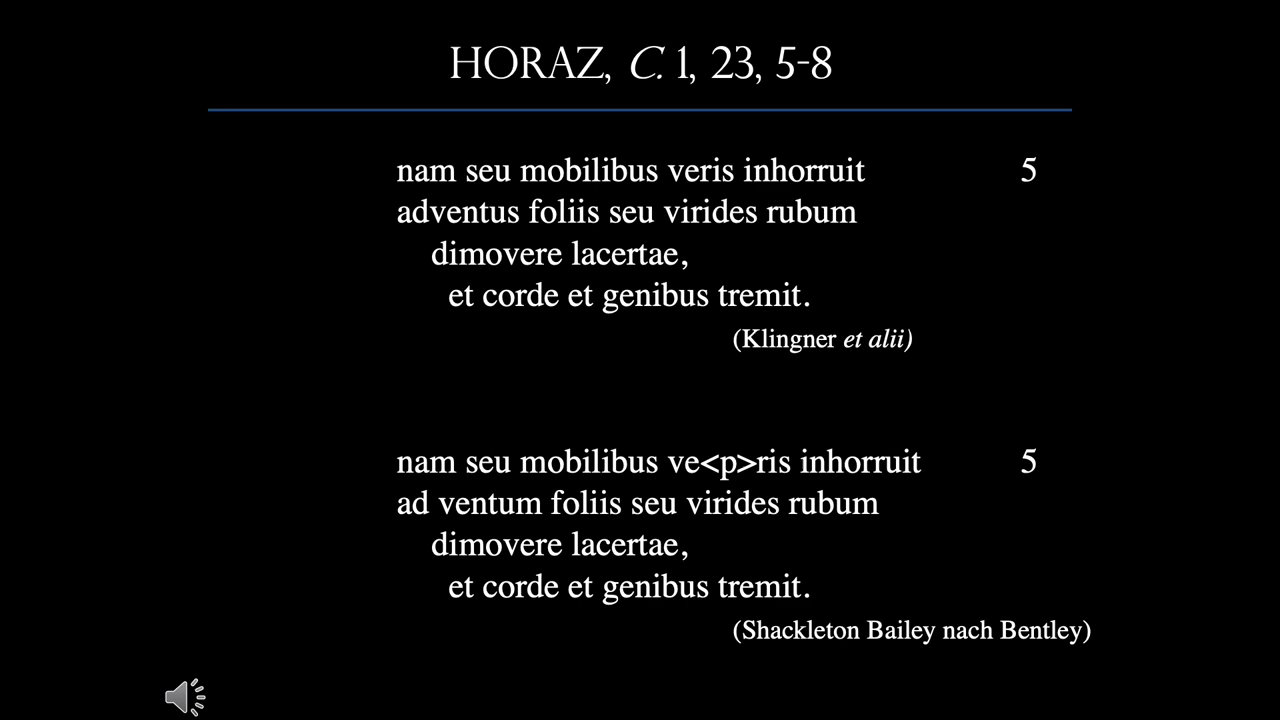 HORAZ, C. 1, 23, 5-8
nam seu mobilibus veris inhorruit 5
adventus foliis seu virides rubum
dimovere lacertae,
et corde et genibus tremit.
(Klingner et alii)
nam seu mobilibus ve<p>ris inhorruit 5
ad ventum foliis seu virides rubum
dimovere lacertae,
et corde et genibus tremit.
(Shackleton Bailey nach Bentley)